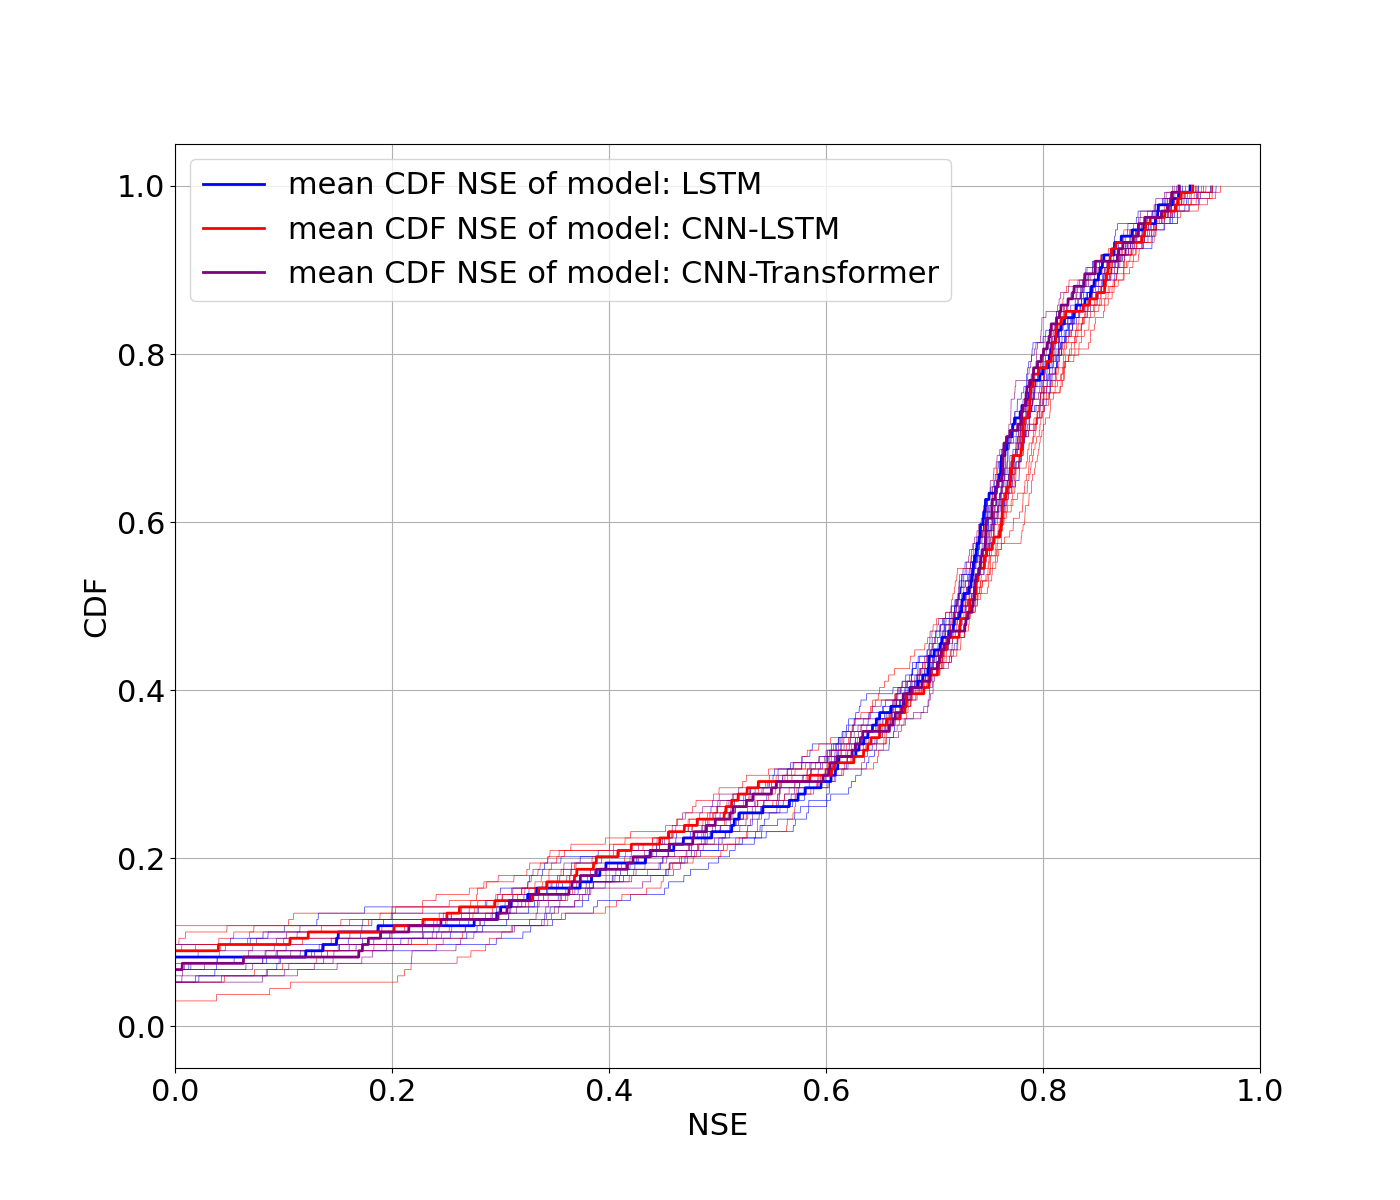 mean CDF NSE of model: LSTM
mean CDF NSE of model: CNN-LSTM
mean CDF NSE of model: CNN-Transformer
1.0
0.8
0.6
0.4
0.2
0.0
CDF
0.0 0.2 0.4 0.6 0.8 1.0
NSE